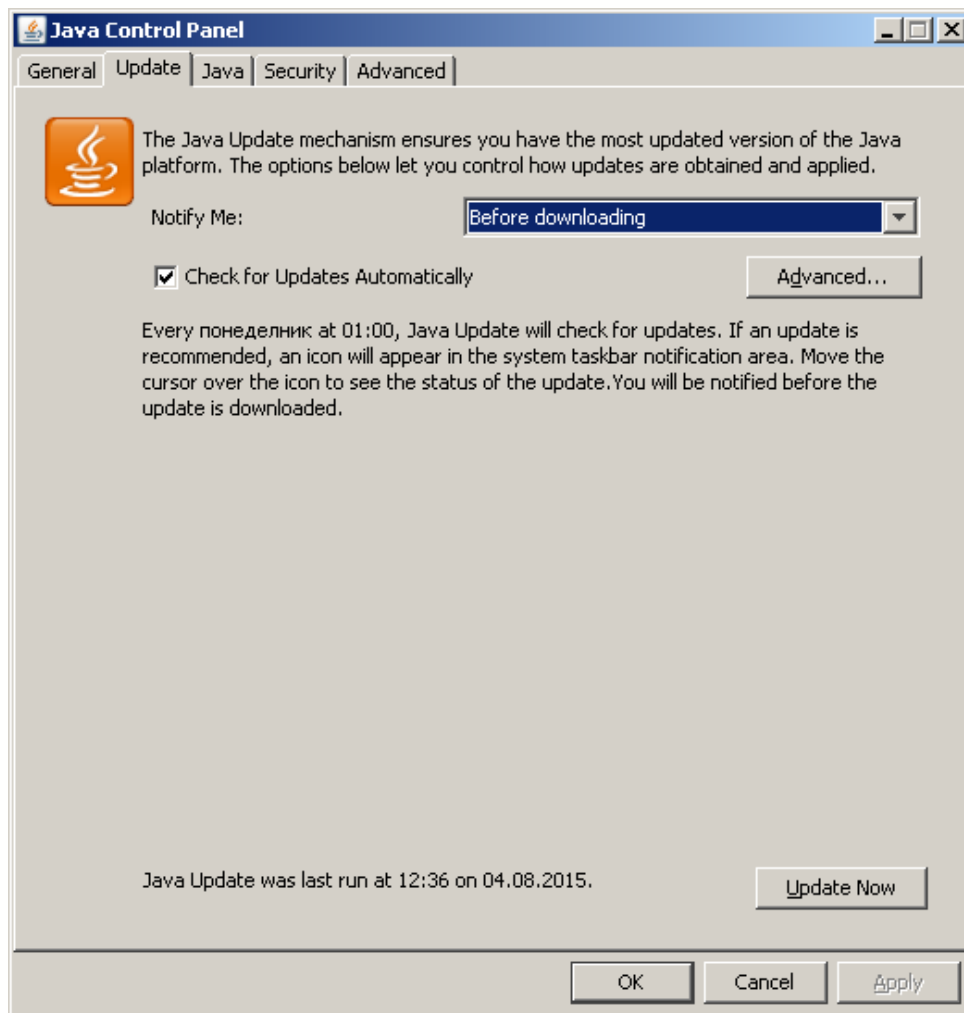 Java Control Panel
General Update Java Security Advanced
The Java Update mechanism ensures you have the most updated version of the Java
platform. The options below let you control how updates are obtained and applied.
Notify Me: Before downloading
Check for Updates Automatically Advanced...
Every понеделник at 01:00, Java Update will check for updates. If an update is
recommended, an icon will appear in the system taskbar notification area. Move the
cursor over the icon to see the status of the update.You will be notified before the
update is downloaded.
Java Update was last run at 12:36 on 04.08.2015.
Update Now
OK Cancel Apply